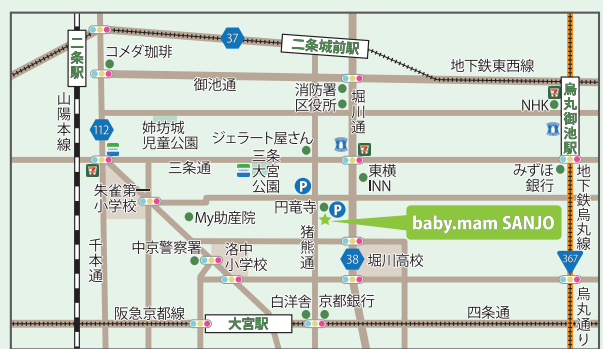 37
二条城前駅
二条駅
コメダ珈琲
地下鉄東西線
御池通
消防署
区役所
堀川通
NHK
烏丸御池駅
山陽本線
112
姉坊城
児童公園
ジェラート屋さん
三条通
三条
大宮
公園
東横
INN
みずほ
銀行
朱雀第一
小学校
P
円竜寺
P
地下鉄烏丸線
My助産院
baby.mam SANJO
千本通
中京警察署
洛中
小学校
猪熊通
38
堀川高校
367
白洋舎
京都銀行
阪急京都線
大宮駅
四条通
烏丸通り